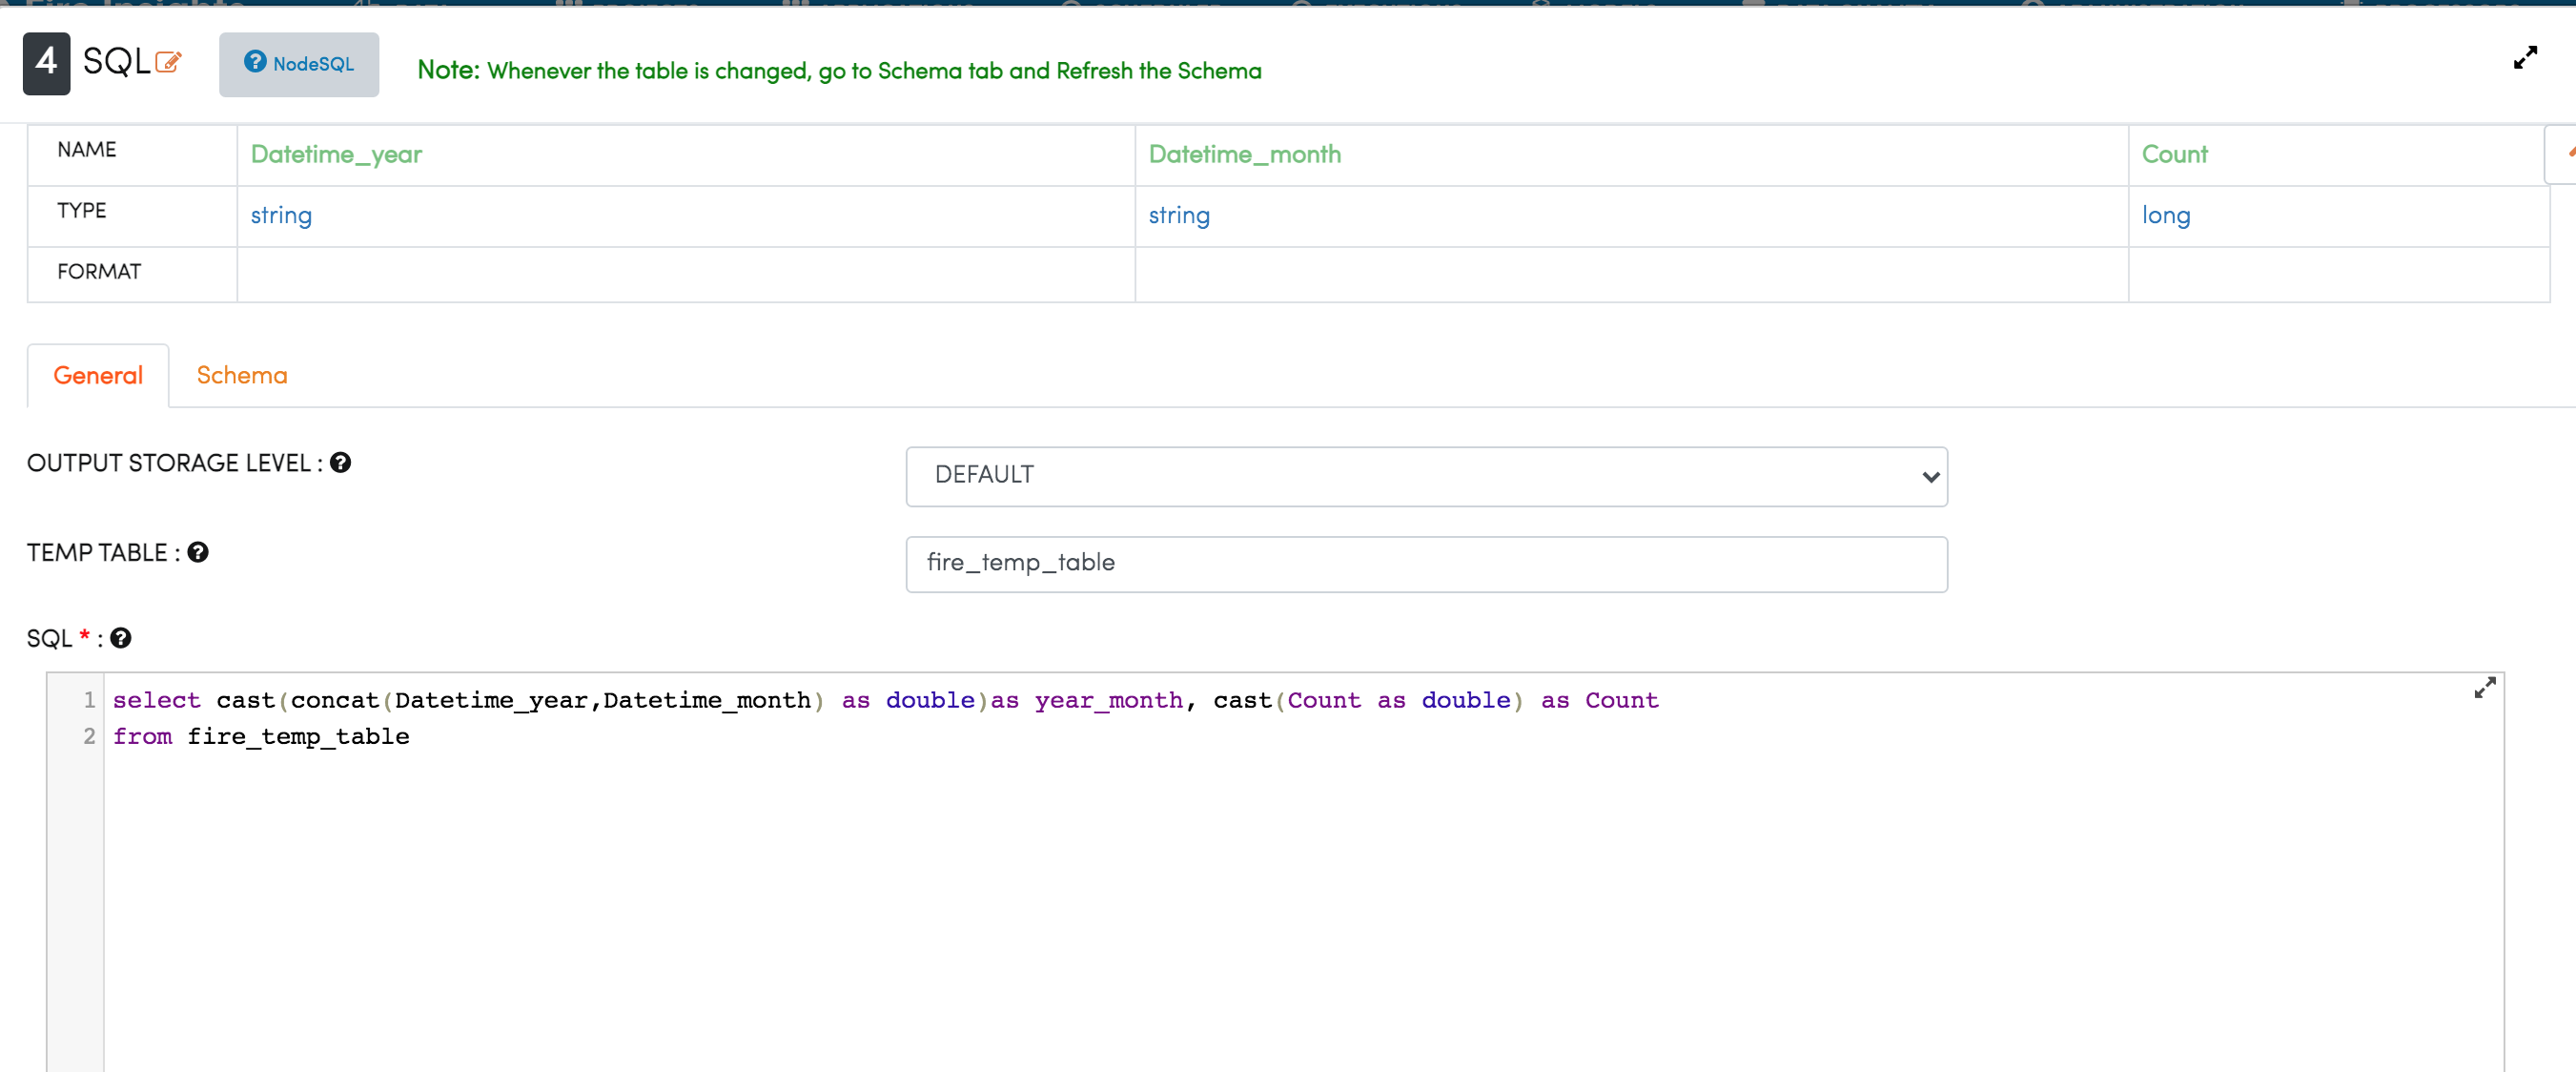 4 SQL NodeSQL Note: Whenever the table is changed, go to Schema tab and Refresh the Schema
NAME Datetime_year Datetime_month Count
TYPE string string long
FORMAT
General Schema
OUTPUT STORAGE LEVEL : DEFAULT
TEMP TABLE : fire_temp_table
SQL * :
1 select cast(concat(Datetime_year,Datetime_month) as double)as year_month, cast(Count as double) as Count
2 from fire_temp_table